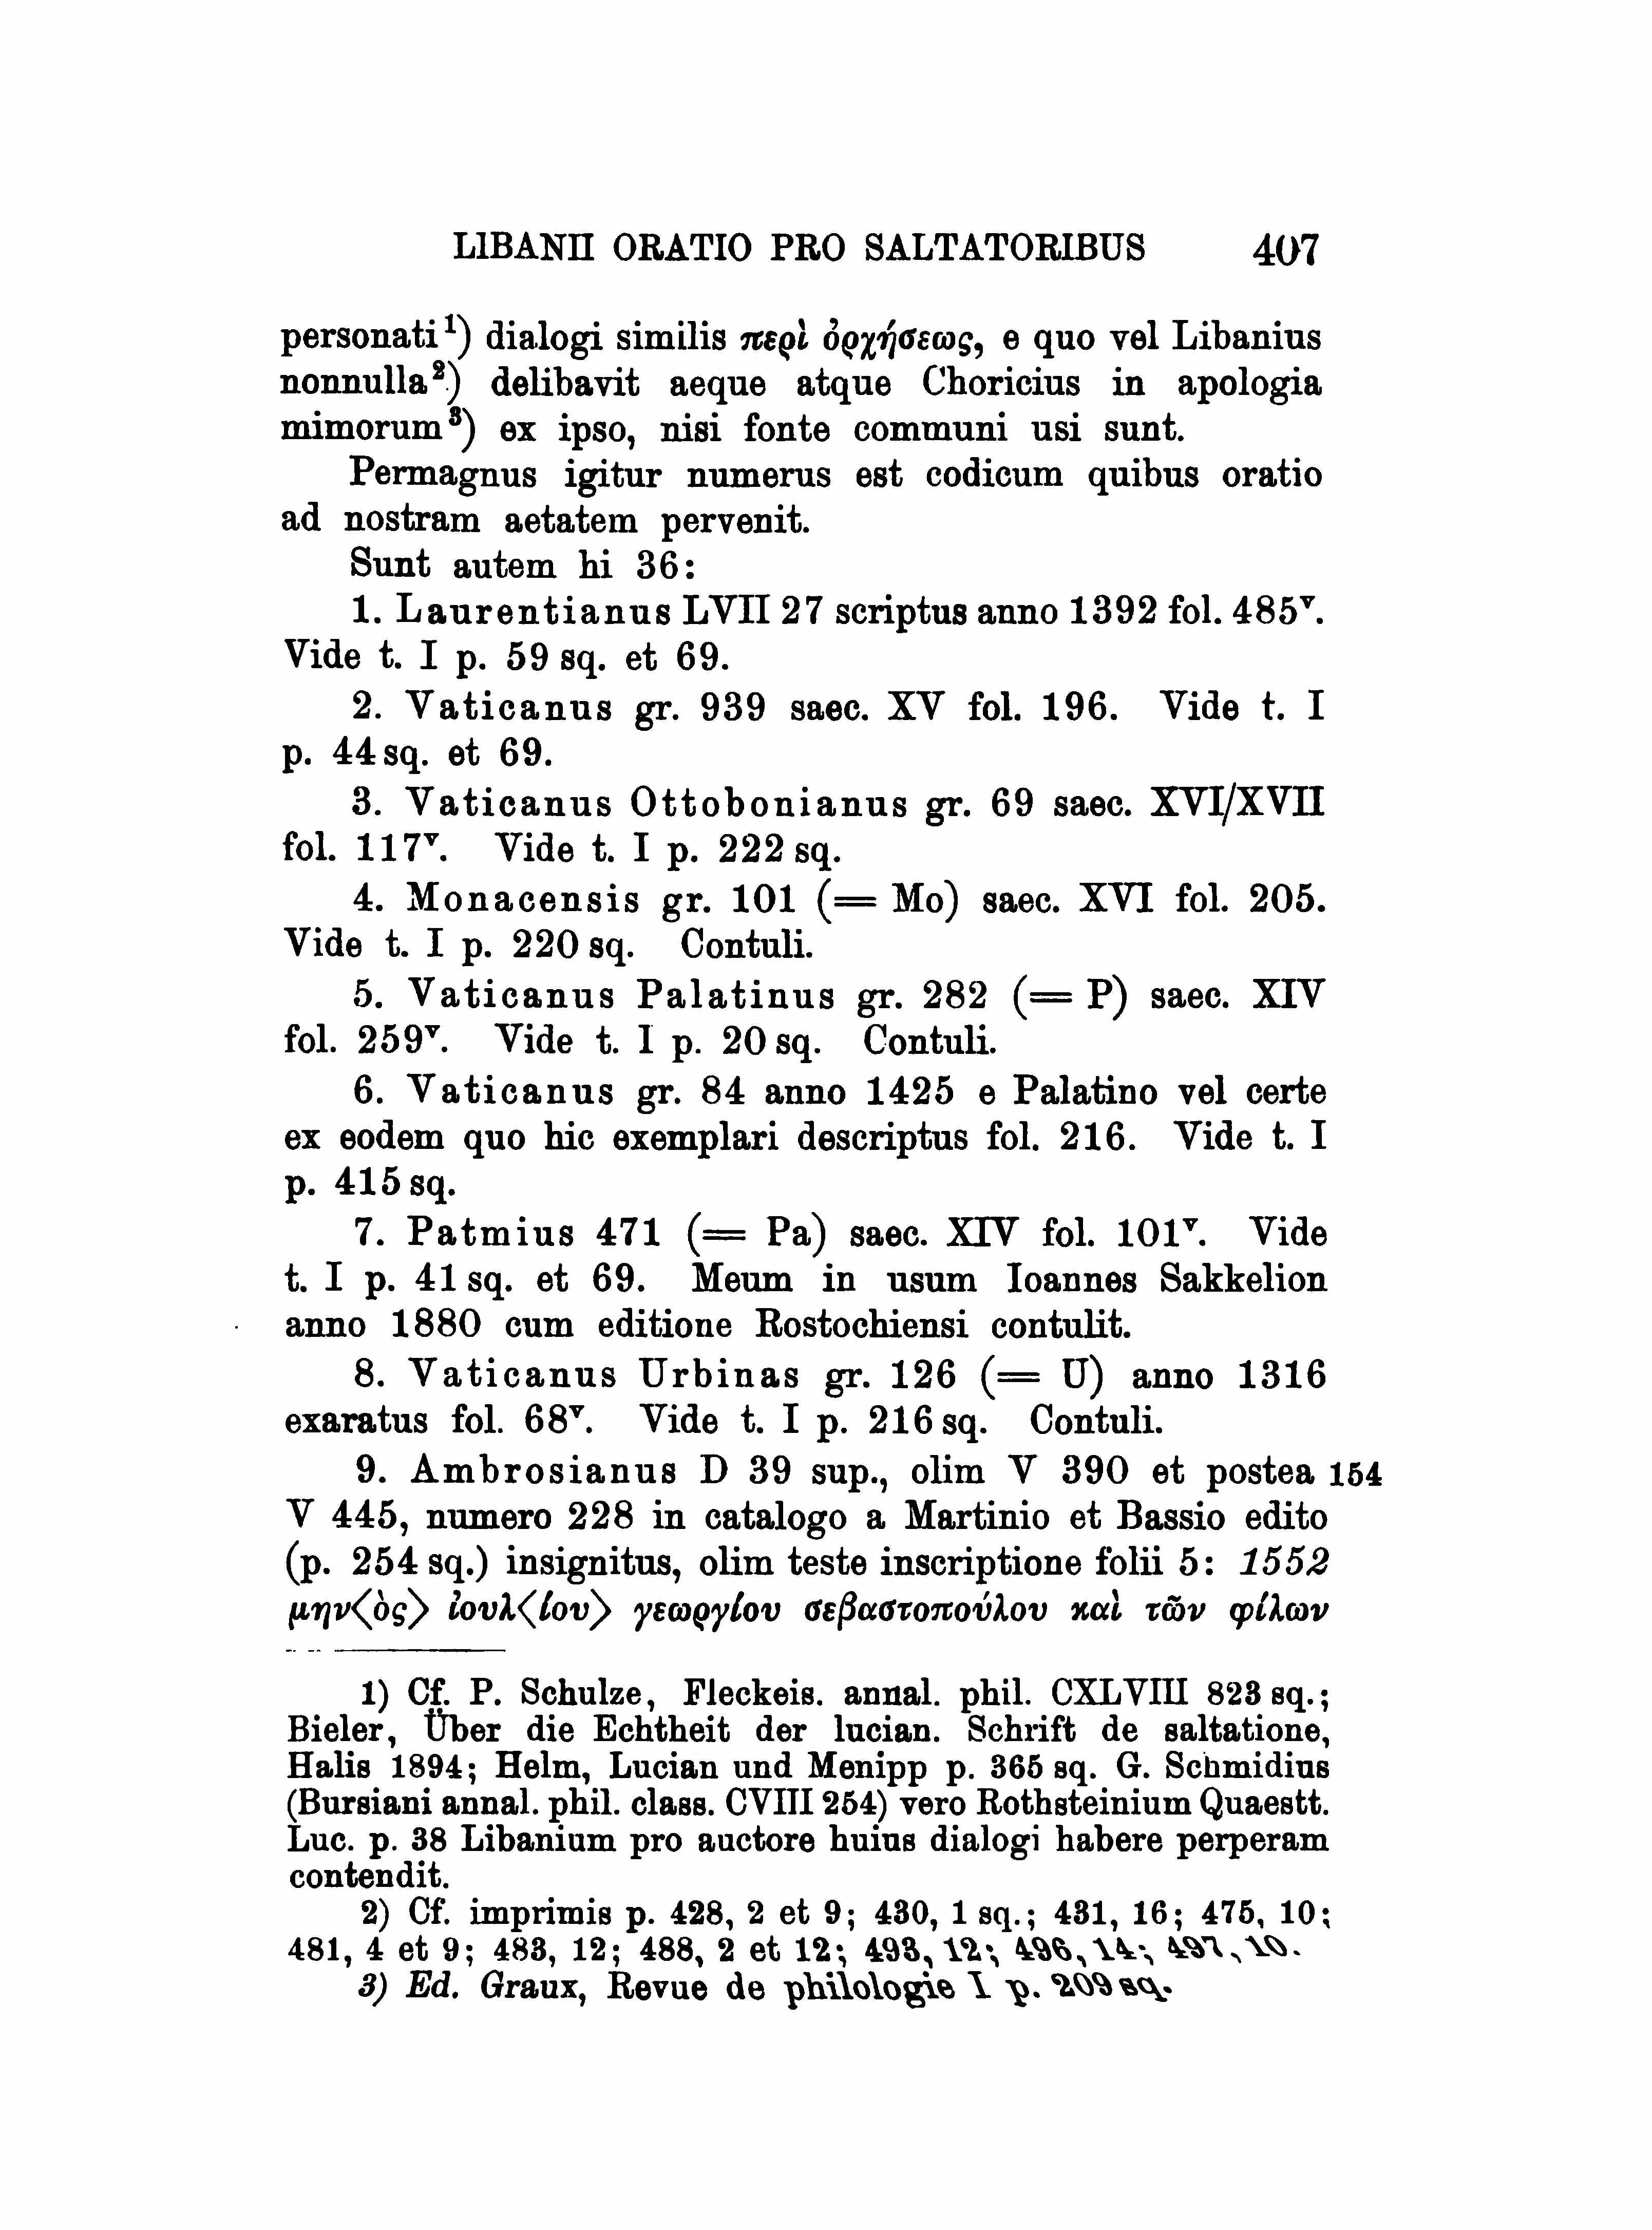 LIBANII ORATIO PRO SALTATORIBUS 407
personati¹) dialogi similis περὶ ὀρχήσεως, e quo vel Libanius
nonnulla²) delibavit aeque atque Choricius in apologia
mimorum³) ex ipso, nisi fonte communi usi sunt.
Permagnus igitur numerus est codicum quibus oratio
ad nostram aetatem pervenit.
Sunt autem hi 36:
1. Laurentianus LVII 27 scriptus anno 1392 fol. 485ᵛ.
Vide t. I p. 59 sq. et 69.
2. Vaticanus gr. 939 saec. XV fol. 196. Vide t. I
p. 44 sq. et 69.
3. Vaticanus Ottobonianus gr. 69 saec. XVI/XVII
fol. 117ᵛ. Vide t. I p. 222 sq.
4. Monacensis gr. 101 (= Mo) saec. XVI fol. 205.
Vide t. I p. 220 sq. Contuli.
5. Vaticanus Palatinus gr. 282 (= P) saec. XIV
fol. 259ᵛ. Vide t. I p. 20 sq. Contuli.
6. Vaticanus gr. 84 anno 1425 e Palatino vel certe
ex eodem quo hic exemplari descriptus fol. 216. Vide t. I
p. 415 sq.
7. Patmius 471 (= Pa) saec. XIV fol. 101ᵛ. Vide
t. I p. 41 sq. et 69. Meum in usum Ioannes Sakkelion
anno 1880 cum editione Rostochiensi contulit.
8. Vaticanus Urbinas gr. 126 (= U) anno 1316
exaratus fol. 68ᵛ. Vide t. I p. 216 sq. Contuli.
9. Ambrosianus D 39 sup., olim V 390 et postea 154
V 445, numero 228 in catalogo a Martinio et Bassio edito
(p. 254 sq.) insignitus, olim teste inscriptione folii 5: 1552
μην⟨ὸς⟩ ἰουλ⟨ίου⟩ γεωργίου σεβαστοπούλου καὶ τῶν φίλων
1) Cf. P. Schulze, Fleckeis. annal. phil. CXLVIII 823 sq.;
Bieler, Über die Echtheit der lucian. Schrift de saltatione,
Halis 1894; Helm, Lucian und Menipp p. 365 sq. G. Schmidius
(Bursiani annal. phil. class. CVIII 254) vero Rothsteinium Quaestt.
Luc. p. 38 Libanium pro auctore huius dialogi habere perperam
contendit.
2) Cf. imprimis p. 428, 2 et 9; 430, 1 sq.; 431, 16; 475, 10;
481, 4 et 9; 483, 12; 488, 2 et 12; 493, 12; 496, 14; 497, 10.
3) Ed. Graux, Revue de philologie I p. 209 sq.